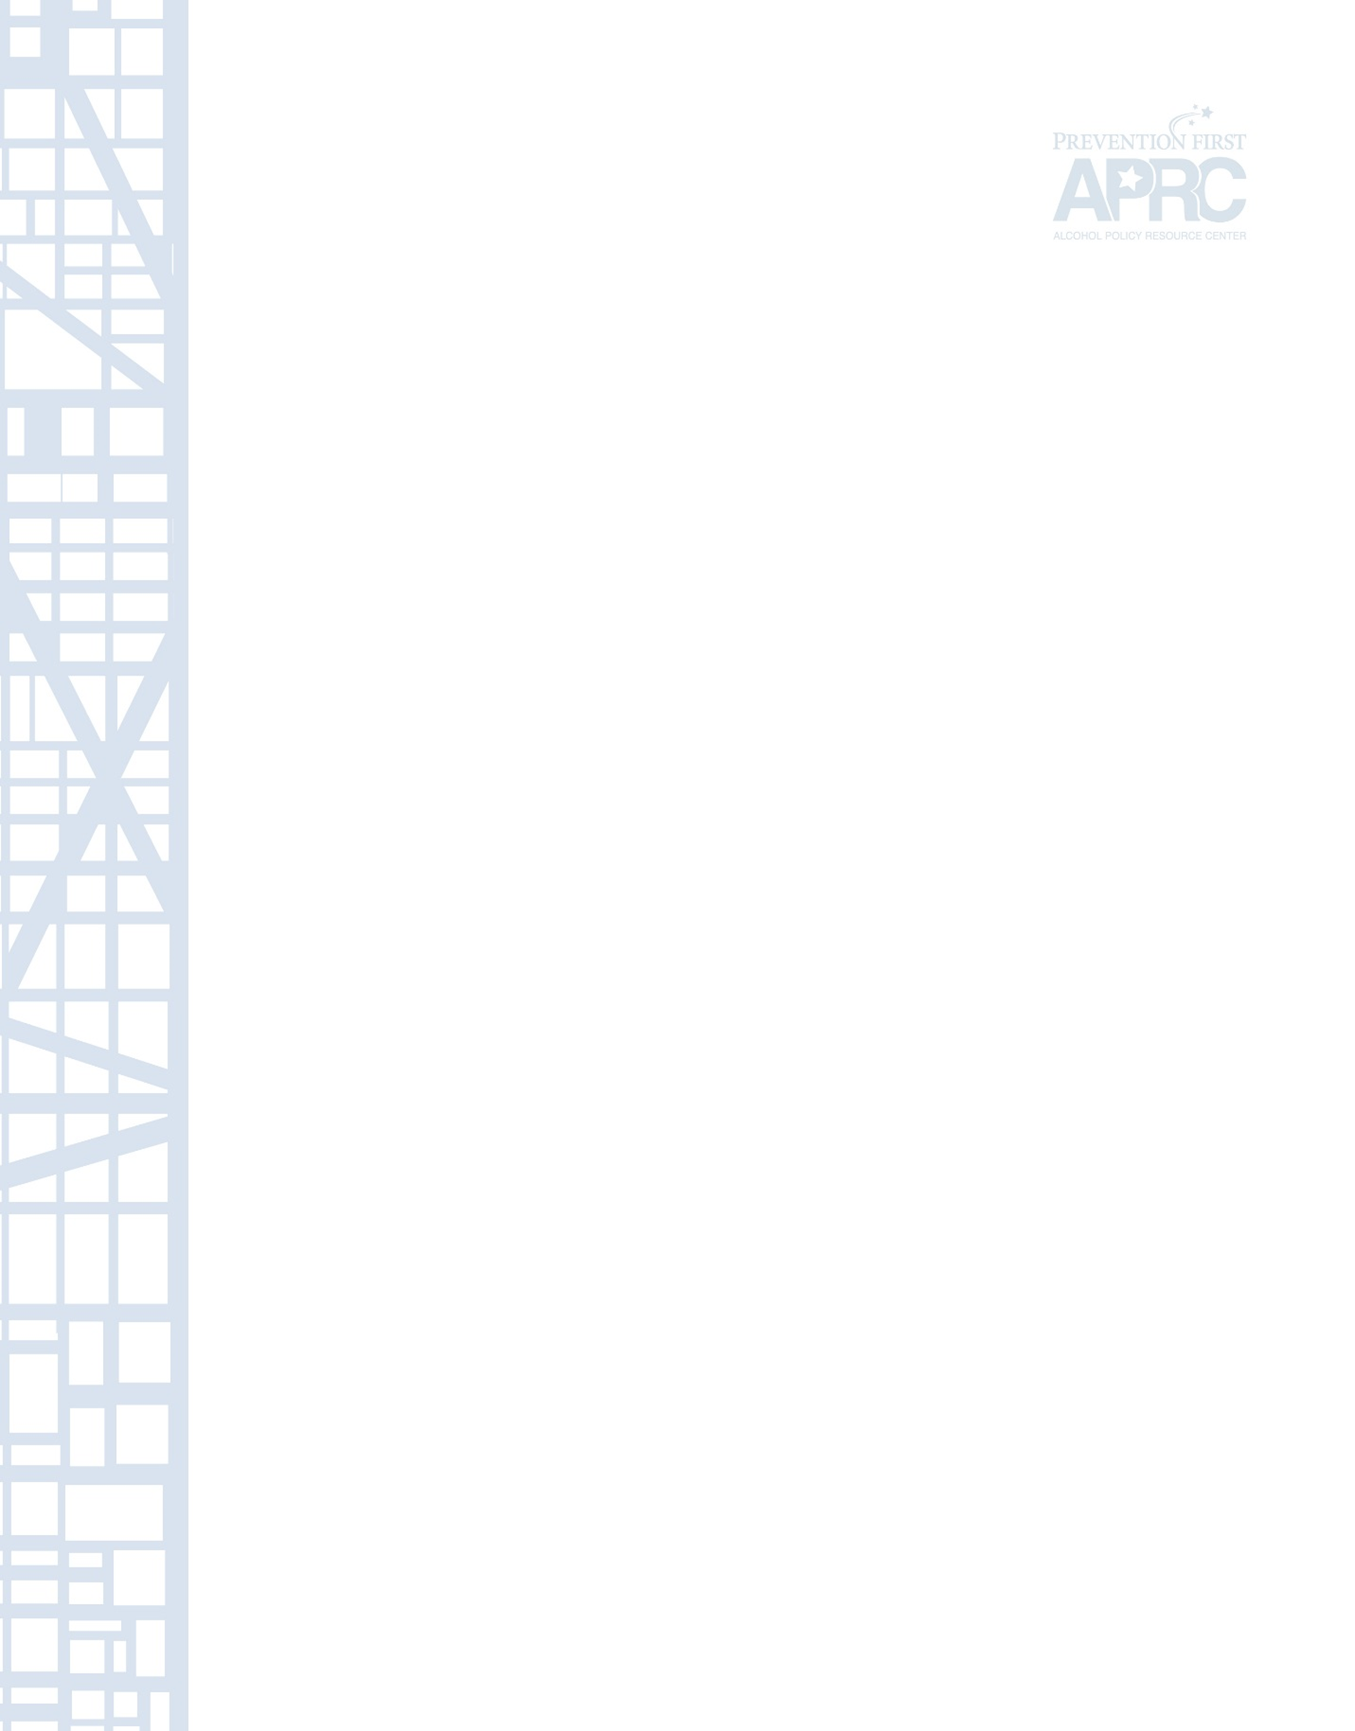 PREVENTION FIRST
APRC
ALCOHOL POLICY RESOURCE CENTER